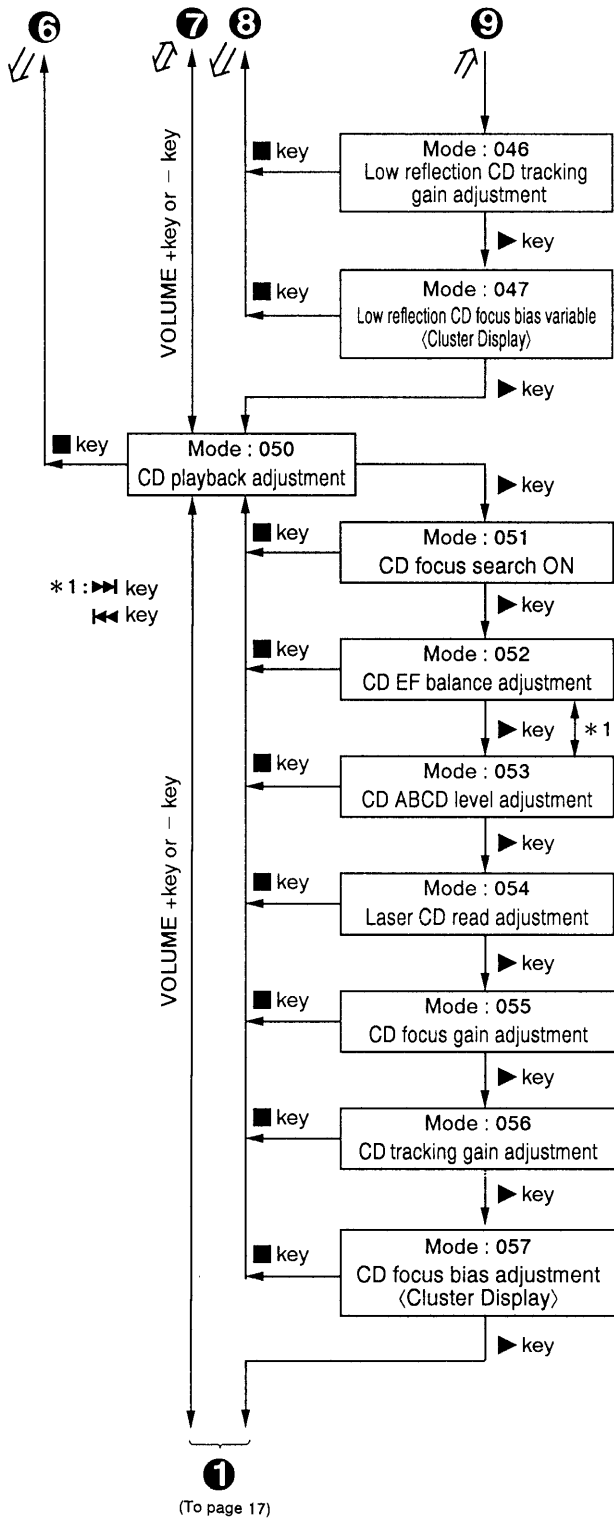 6 7 8 9
■ key
Mode : 046
Low reflection CD tracking
gain adjustment
▶ key
VOLUME +key or − key
■ key
Mode : 047
Low reflection CD focus bias variable
〈Cluster Display〉
▶ key
■ key
Mode : 050
CD playback adjustment
▶ key
■ key
Mode : 051
CD focus search ON
*1 : ▶▶| key
|◀◀ key
▶ key
■ key
Mode : 052
CD EF balance adjustment
▶ key
*1
■ key
Mode : 053
CD ABCD level adjustment
▶ key
VOLUME +key or − key
■ key
Mode : 054
Laser CD read adjustment
▶ key
■ key
Mode : 055
CD focus gain adjustment
▶ key
■ key
Mode : 056
CD tracking gain adjustment
▶ key
■ key
Mode : 057
CD focus bias adjustment
〈Cluster Display〉
▶ key
1
(To page 17)